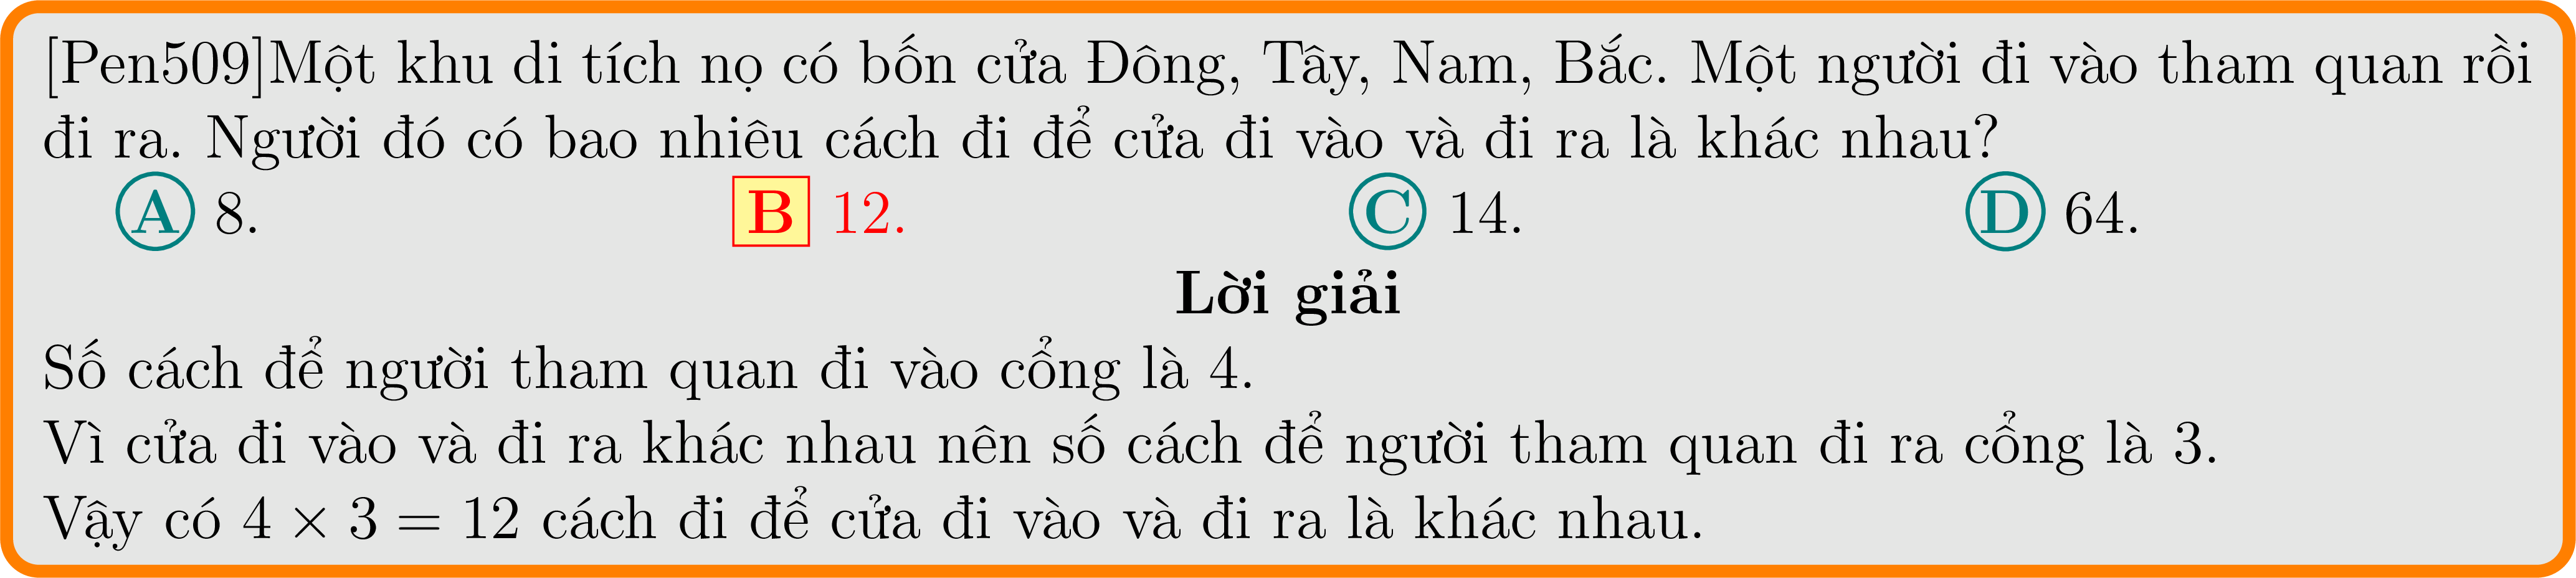 [Pen509]Một khu di tích nọ có bốn cửa Đông, Tây, Nam, Bắc. Một người đi vào tham quan rồi
đi ra. Người đó có bao nhiêu cách đi để cửa đi vào và đi ra là khác nhau?
A 8. B 12. C 14. D 64.
Lời giải
Số cách để người tham quan đi vào cổng là 4.
Vì cửa đi vào và đi ra khác nhau nên số cách để người tham quan đi ra cổng là 3.
Vậy có 4 × 3 = 12 cách đi để cửa đi vào và đi ra là khác nhau.